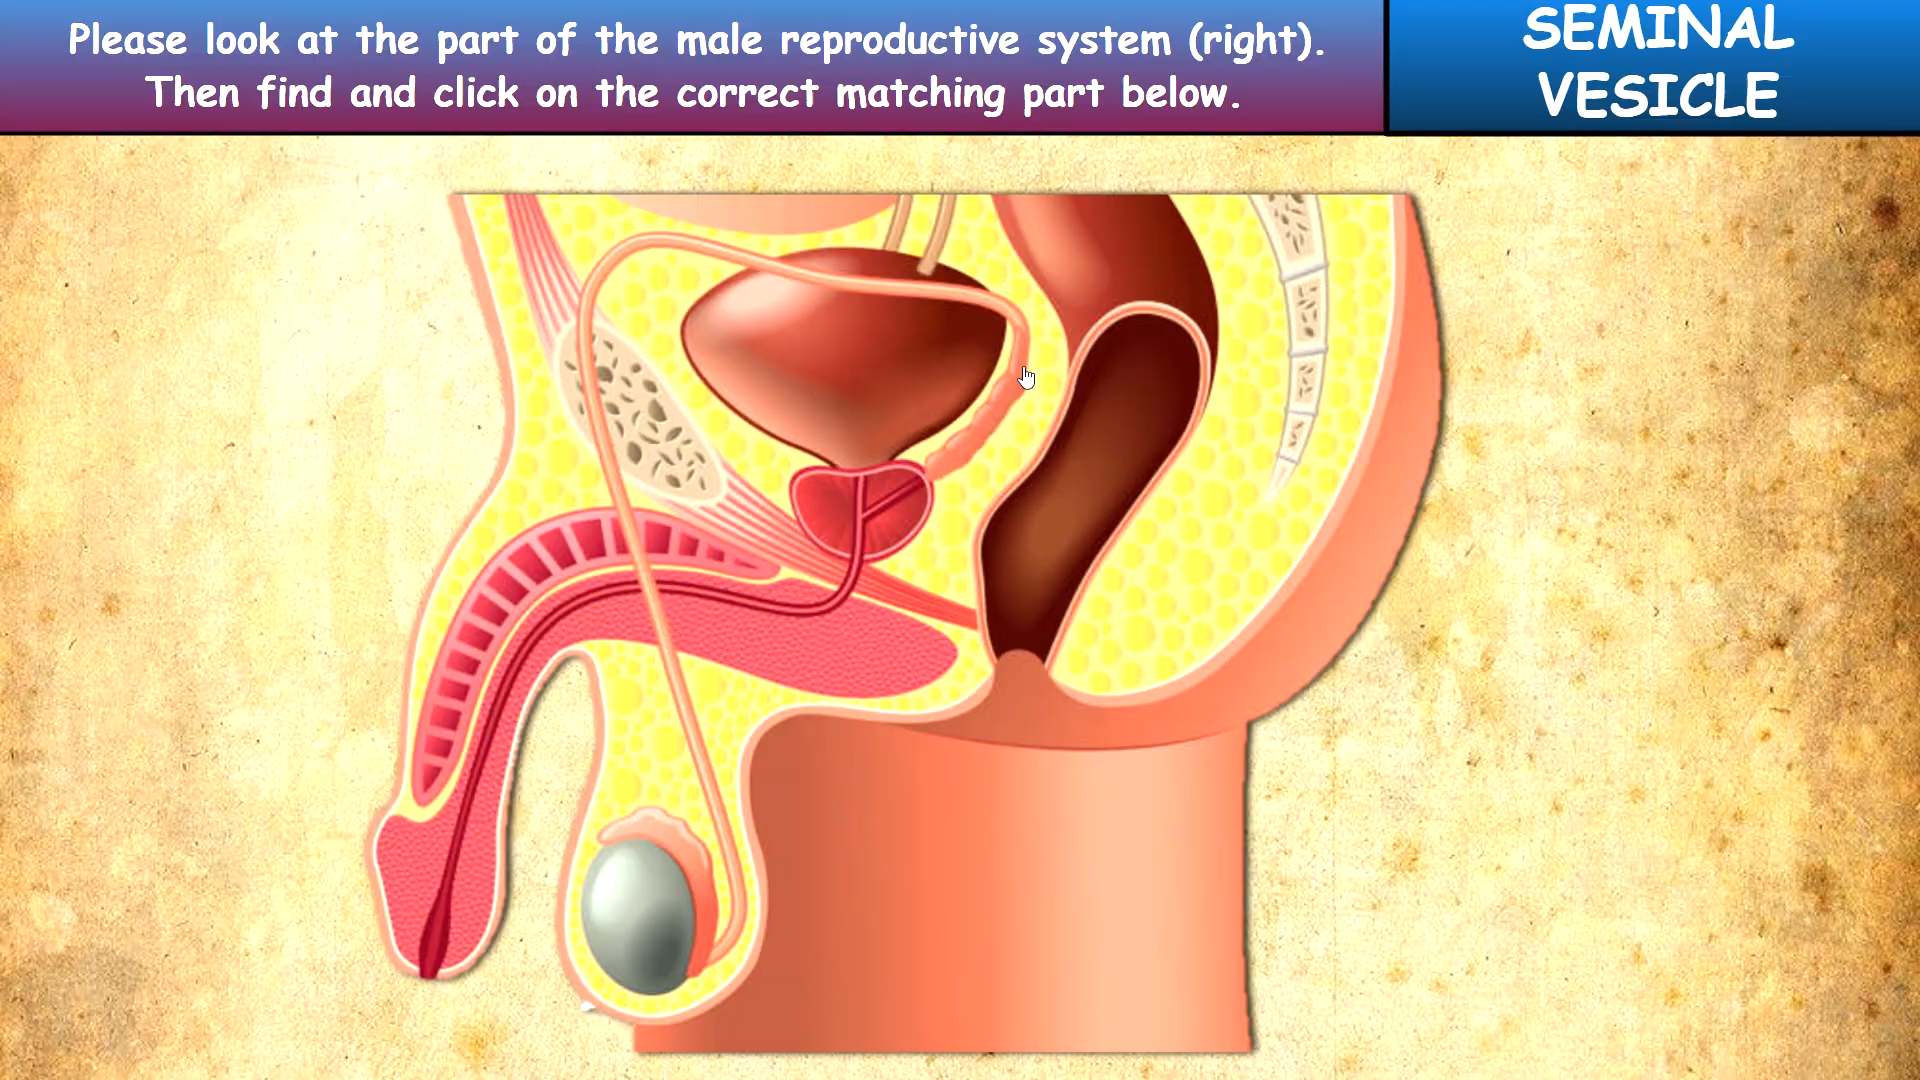 Please look at the part of the male reproductive system (right).
Then find and click on the correct matching part below.
SEMINAL
VESICLE